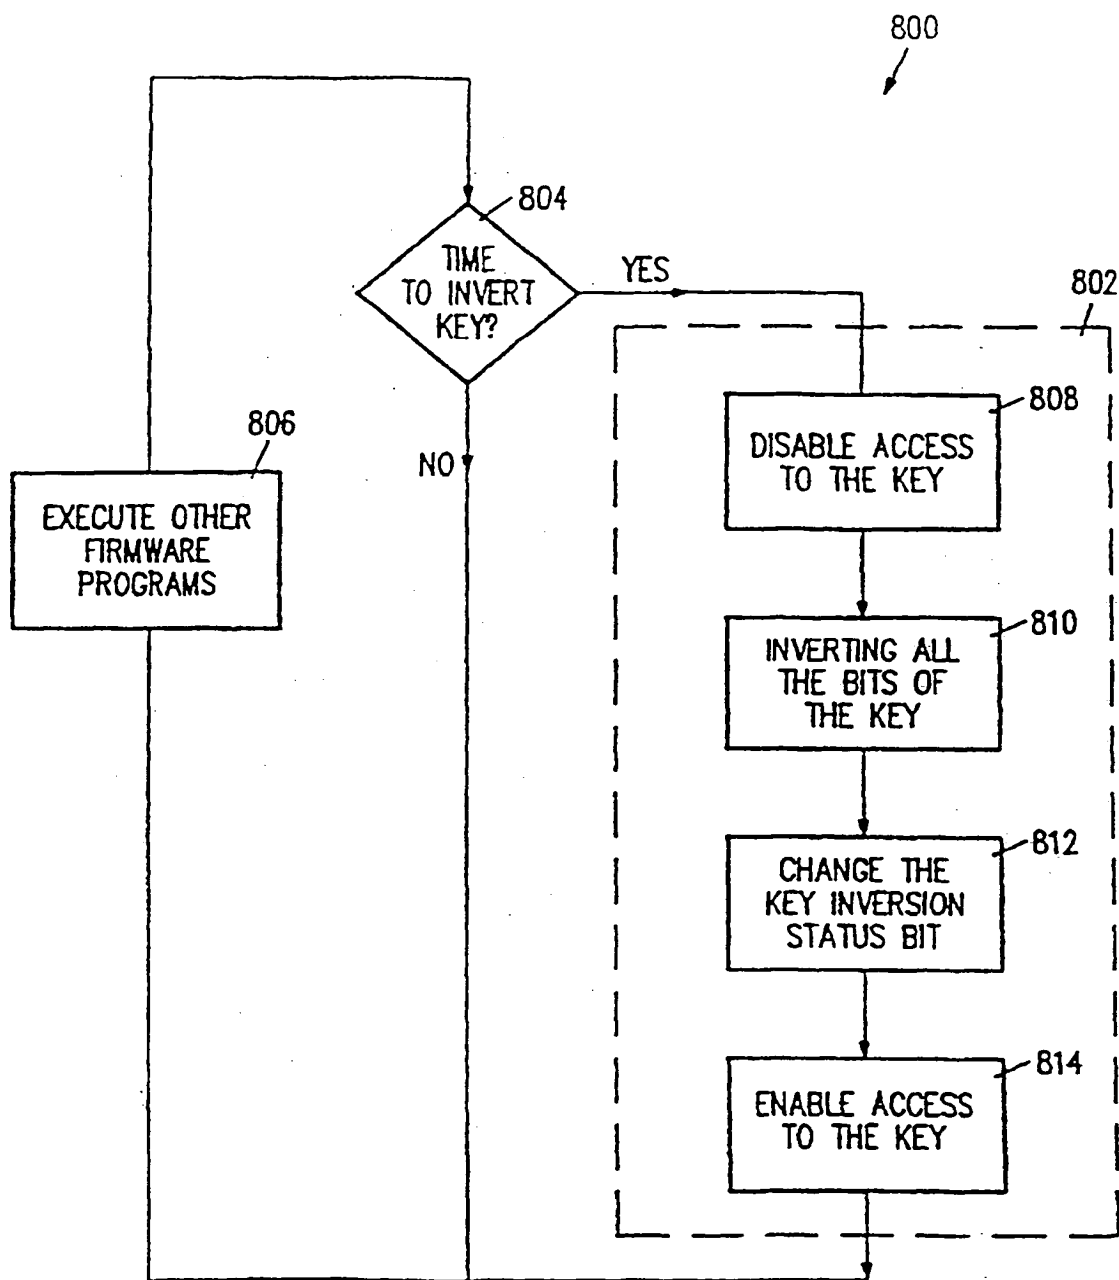 800
804
TIME
TO INVERT
KEY?
YES
802
808
DISABLE ACCESS
TO THE KEY
806
NO
EXECUTE OTHER
FIRMWARE
PROGRAMS
810
INVERTING ALL
THE BITS OF
THE KEY
812
CHANGE THE
KEY INVERSION
STATUS BIT
814
ENABLE ACCESS
TO THE KEY